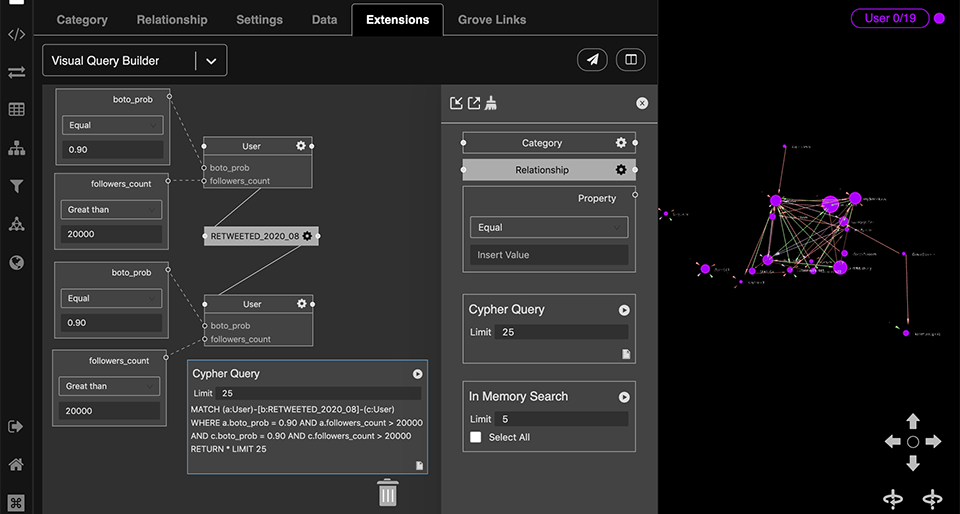 Category Relationship Settings Data Extensions Grove Links
User 0/19
Visual Query Builder
boto_prob
Equal
0.90
followers_count
Great than
20000
User
boto_prob
followers_count
RETWEETED_2020_08
boto_prob
Equal
0.90
followers_count
Great than
20000
User
boto_prob
followers_count
Cypher Query
Limit 25
MATCH (a:User)-[b:RETWEETED_2020_08]-(c:User)
WHERE a.boto_prob = 0.90 AND a.followers_count > 20000
AND c.boto_prob = 0.90 AND c.followers_count > 20000
RETURN * LIMIT 25
Category
Relationship
Property
Equal
Insert Value
Cypher Query
Limit 25
In Memory Search
Limit 5
Select All